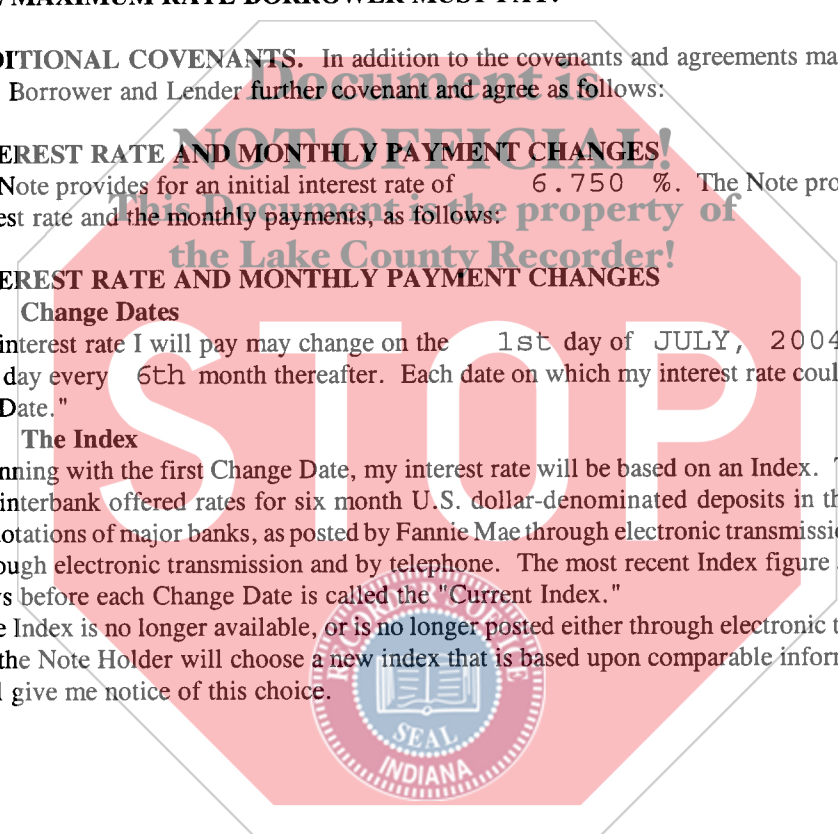 MAXIMUM RATE BORROWER MUST PAY.
DITIONAL COVENANTS. In addition to the covenants and agreements ma
Borrower and Lender further covenant and agree as follows:
EREST RATE AND MONTHLY PAYMENT CHANGES
Note provides for an initial interest rate of 6.750 %. The Note pro
est rate and the monthly payments, as follows:
EREST RATE AND MONTHLY PAYMENT CHANGES
Change Dates
interest rate I will pay may change on the 1st day of JULY, 2004
day every 6th month thereafter. Each date on which my interest rate coul
Date."
The Index
nning with the first Change Date, my interest rate will be based on an Index. T
interbank offered rates for six month U.S. dollar-denominated deposits in th
otations of major banks, as posted by Fannie Mae through electronic transmissi
ough electronic transmission and by telephone. The most recent Index figure
s before each Change Date is called the "Current Index."
e Index is no longer available, or is no longer posted either through electronic t
the Note Holder will choose a new index that is based upon comparable infor
l give me notice of this choice.
Document is
NOT OFFICIAL!
This Document is the property of
the Lake County Recorder!
STOP
RECORDER OFFICE
SEAL
INDIANA